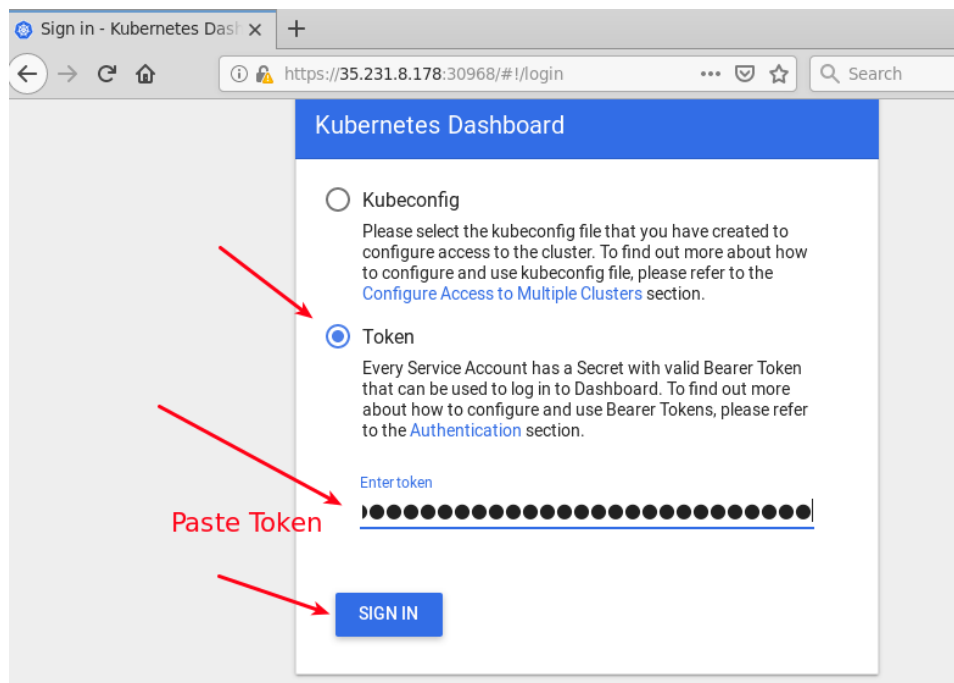 Sign in - Kubernetes Das
https://35.231.8.178:30968/#!/login
Search
Kubernetes Dashboard
Kubeconfig
Please select the kubeconfig file that you have created to
configure access to the cluster. To find out more about how
to configure and use kubeconfig file, please refer to the
Configure Access to Multiple Clusters section.
Token
Every Service Account has a Secret with valid Bearer Token
that can be used to log in to Dashboard. To find out more
about how to configure and use Bearer Tokens, please refer
to the Authentication section.
Enter token
Paste Token
SIGN IN